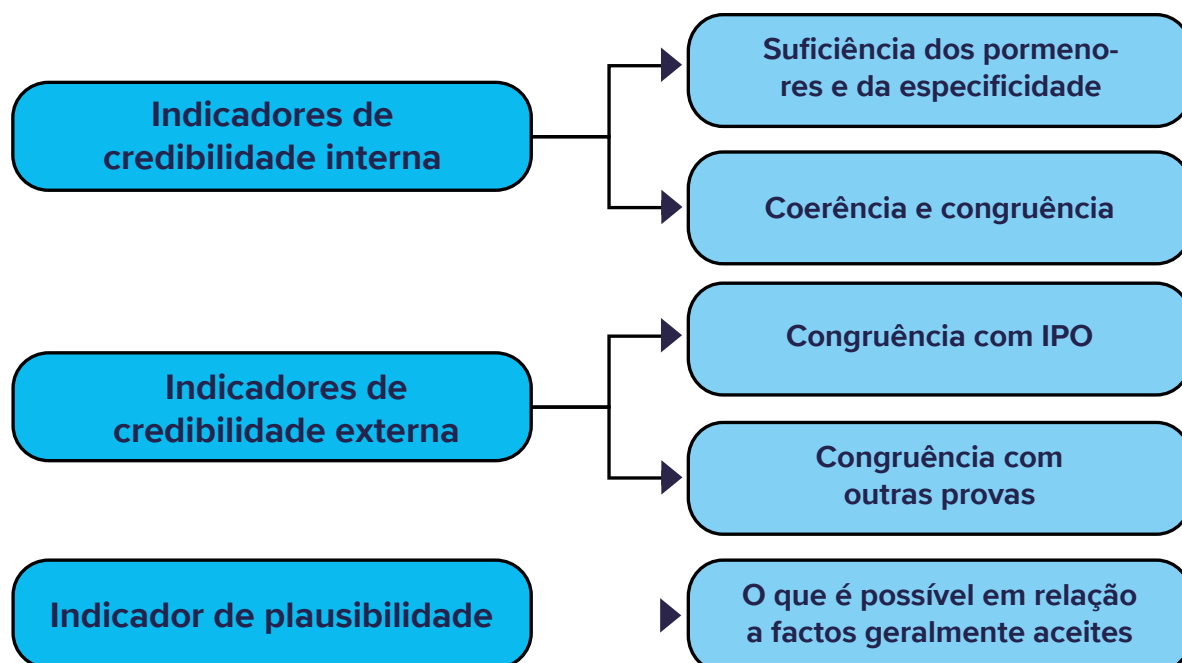 Indicadores de
credibilidade interna
Suficiência dos pormeno-
res e da especificidade
Coerência e congruência
Indicadores de
credibilidade externa
Congruência com IPO
Congruência com
outras provas
Indicador de plausibilidade
O que é possível em relação
a factos geralmente aceites